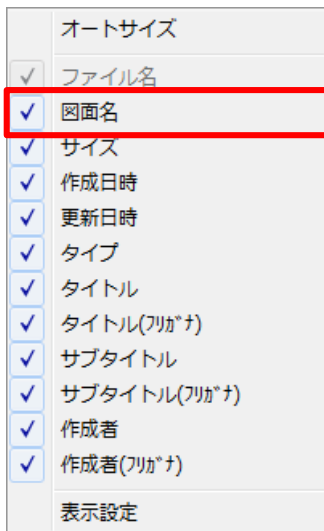 オートサイズ
ファイル名
図面名
サイズ
作成日時
更新日時
タイプ
タイトル
タイトル(ﾌﾘｶﾞﾅ)
サブタイトル
サブタイトル(ﾌﾘｶﾞﾅ)
作成者
作成者(ﾌﾘｶﾞﾅ)
表示設定